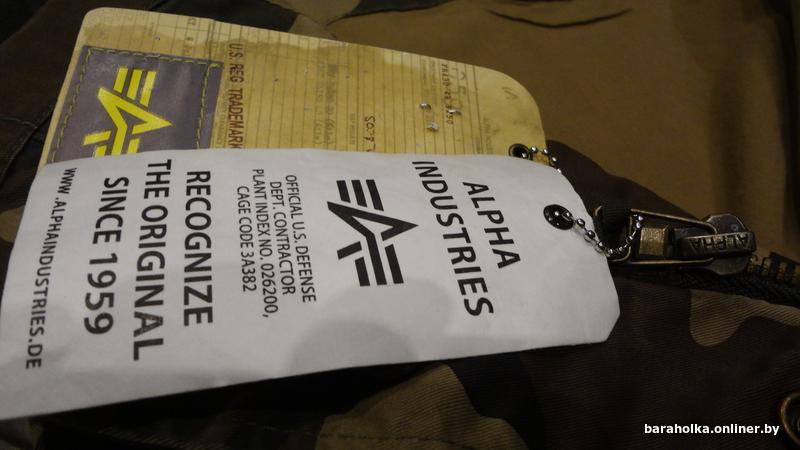 ALPHA
INDUSTRIES
OFFICIAL U.S. DEFENSE
DEPT. CONTRACTOR
PLANT INDEX NO. 026200,
CAGE CODE 3A382
RECOGNIZE
THE ORIGINAL
SINCE 1959
WWW.ALPHAINDUSTRIES.DE
U.S. REG TRADEMARK
ALPHA
baraholka.onliner.by